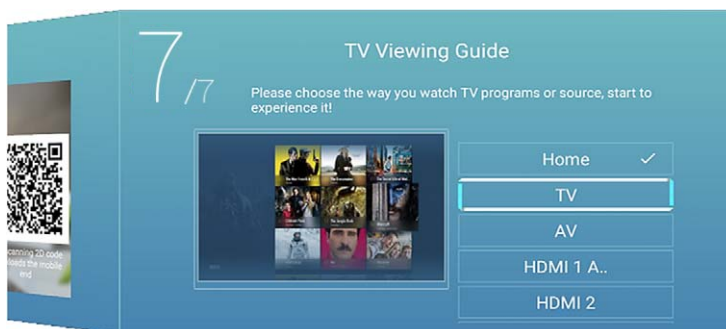 7/7
TV Viewing Guide
Please choose the way you watch TV programs or source, start to
experience it!
Home
TV
AV
HDMI 1 A..
HDMI 2
canning 2D code
loads the mobile
end